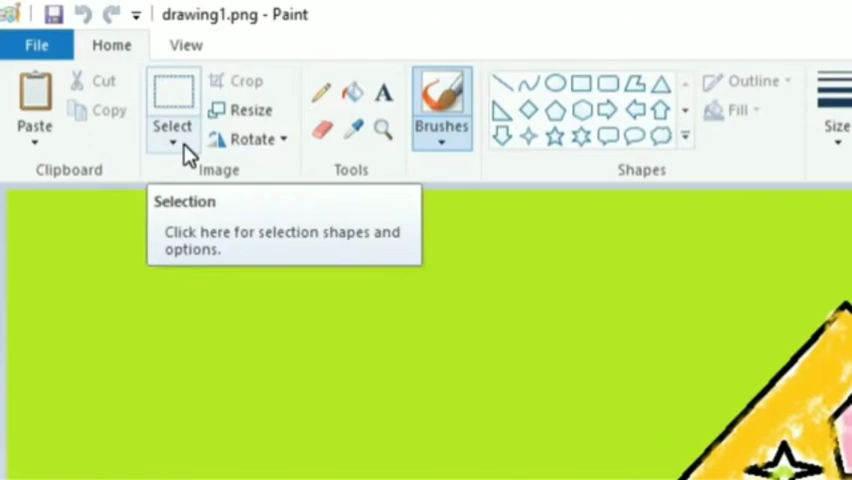 drawing1.png - Paint
File
Home
View
Paste
Cut
Copy
Clipboard
Select
Crop
Resize
Rotate
Image
A
Tools
Brushes
Shapes
Outline
Fill
Size
Selection
Click here for selection shapes and
options.